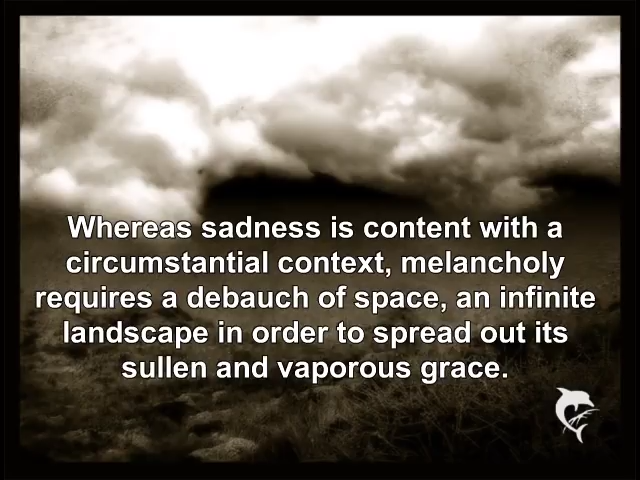 Whereas sadness is content with a
circumstantial context, melancholy
requires a debauch of space, an infinite
landscape in order to spread out its
sullen and vaporous grace.